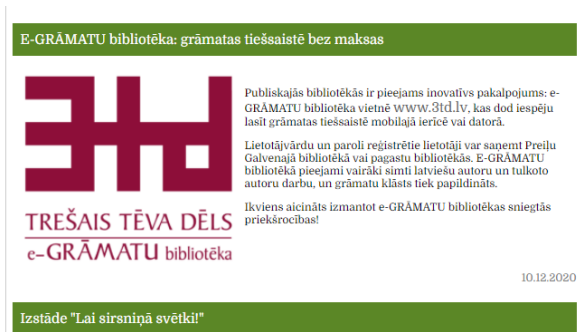 E-GRĀMATU bibliotēka: grāmatas tiešsaistē bez maksas
3td
TREŠAIS TĒVA DĒLS
e-GRĀMATU bibliotēka
Publiskajās bibliotēkās ir pieejams inovatīvs pakalpojums: e-
GRĀMATU bibliotēka vietnē www.3td.lv, kas dod iespēju
lasīt grāmatas tiešsaistē mobilajā ierīcē vai datorā.
Lietotājvārdu un paroli reģistrētie lietotāji var saņemt Preiļu
Galvenajā bibliotēkā vai pagastu bibliotēkās. E-GRĀMATU
bibliotēkā pieejami vairāki simti latviešu autoru un tulkoto
autoru darbu, un grāmatu klāsts tiek papildināts.
Ikviens aicināts izmantot e-GRĀMATU bibliotēkas sniegtās
priekšrocības!
10.12.2020
Izstāde "Lai sirsniņā svētki!"